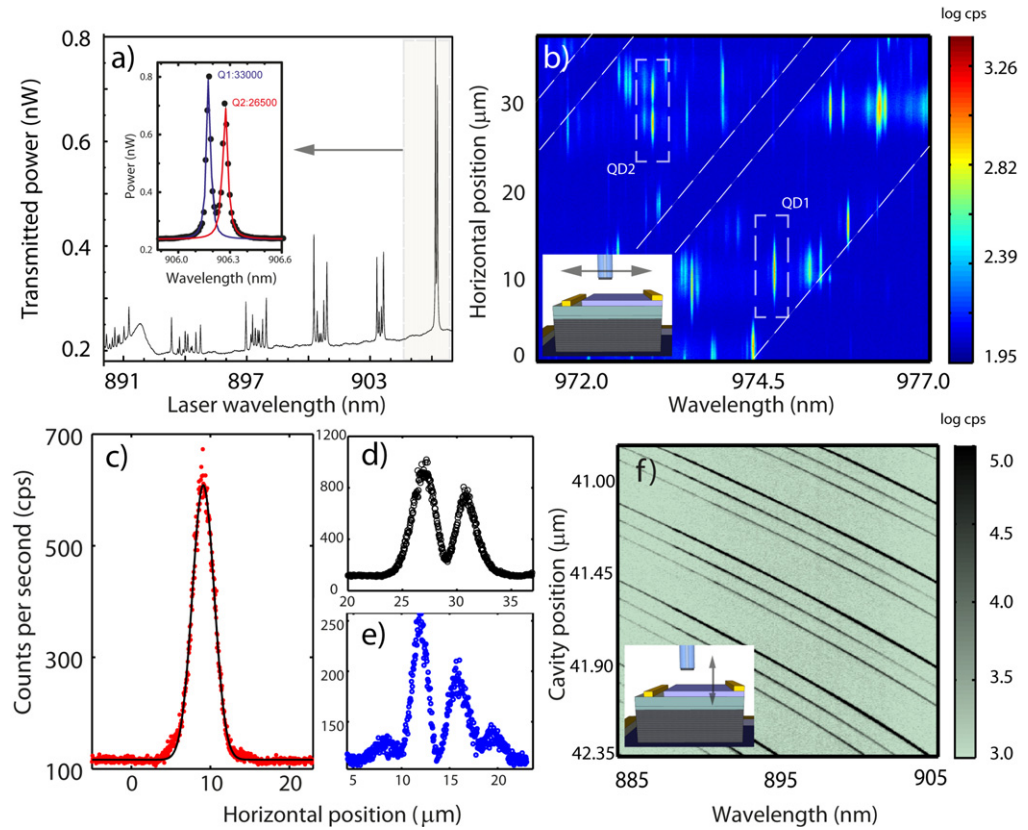 a)
Transmitted power (nW)
0.8
0.6
0.4
0.2
891
897
903
Laser wavelength (nm)
Q1:33000
Q2:26500
Power (nW)
0.8
0.6
0.4
0.2
906.0
906.3
906.6
Wavelength (nm)
b)
Horizontal position (μm)
30
20
10
0
972.0
974.5
977.0
Wavelength (nm)
QD2
QD1
log cps
3.26
2.82
2.39
1.95
c)
Counts per second (cps)
700
500
300
100
0
10
20
d)
1200
800
400
0
20
25
30
35
e)
250
200
150
5
10
15
20
Horizontal position (μm)
f)
Cavity position (μm)
41.00
41.45
41.90
42.35
885
895
905
Wavelength (nm)
log cps
5.0
4.5
4.0
3.5
3.0